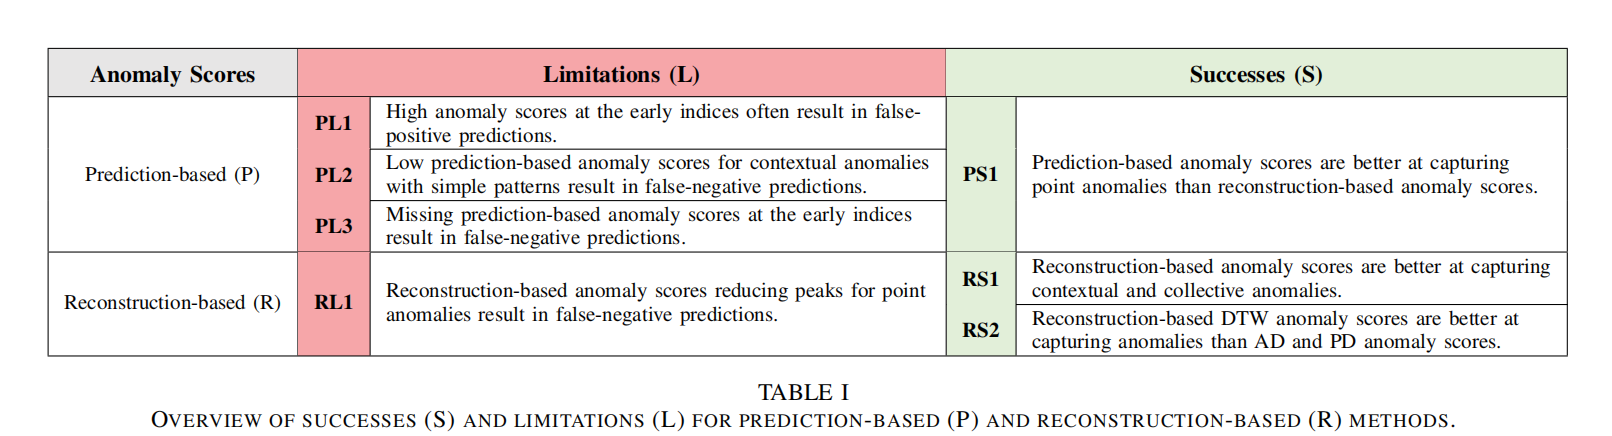 Anomaly Scores
Limitations (L)
Successes (S)
Prediction-based (P)
PL1
High anomaly scores at the early indices often result in false-
positive predictions.
PL2
Low prediction-based anomaly scores for contextual anomalies
with simple patterns result in false-negative predictions.
PL3
Missing prediction-based anomaly scores at the early indices
result in false-negative predictions.
PS1
Prediction-based anomaly scores are better at capturing
point anomalies than reconstruction-based anomaly scores.
Reconstruction-based (R)
RL1
Reconstruction-based anomaly scores reducing peaks for point
anomalies result in false-negative predictions.
RS1
Reconstruction-based anomaly scores are better at capturing
contextual and collective anomalies.
RS2
Reconstruction-based DTW anomaly scores are better at
capturing anomalies than AD and PD anomaly scores.
TABLE I
OVERVIEW OF SUCCESSES (S) AND LIMITATIONS (L) FOR PREDICTION-BASED (P) AND RECONSTRUCTION-BASED (R) METHODS.